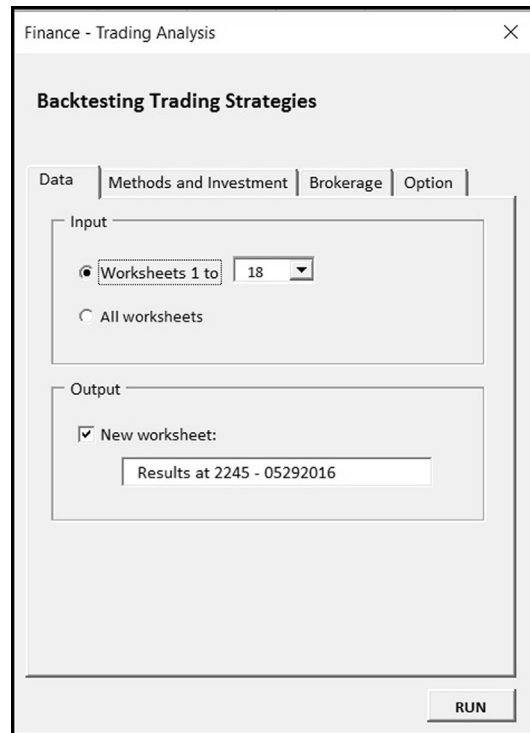 Finance - Trading Analysis
Backtesting Trading Strategies
Data Methods and Investment Brokerage Option
Input
Worksheets 1 to 18
All worksheets
Output
New worksheet:
Results at 2245 - 05292016
RUN